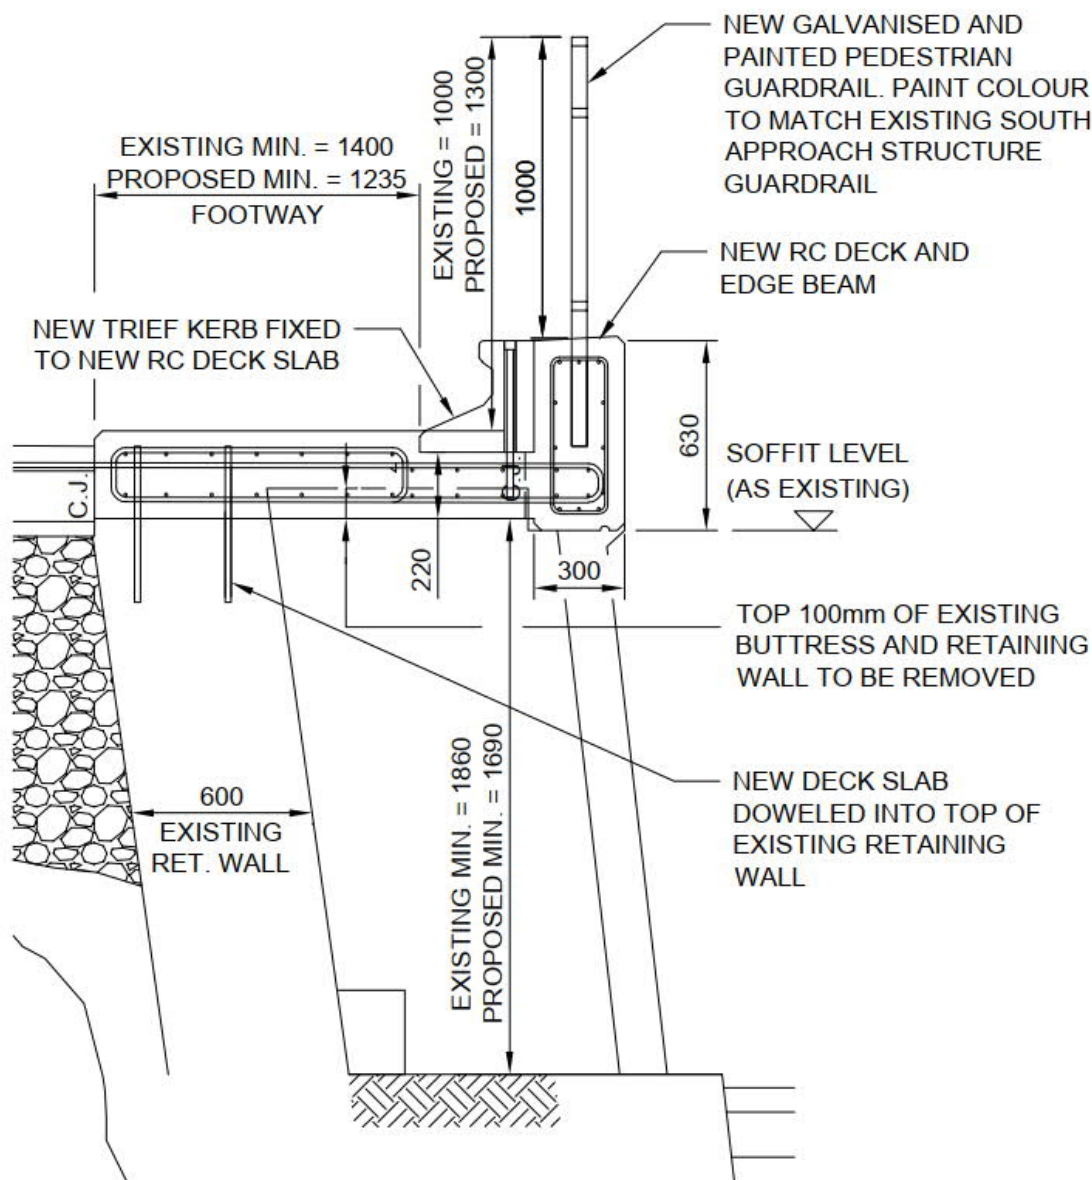 NEW GALVANISED AND
PAINTED PEDESTRIAN
GUARDRAIL. PAINT COLOUR
TO MATCH EXISTING SOUTH
APPROACH STRUCTURE
GUARDRAIL
EXISTING MIN. = 1400
PROPOSED MIN. = 1235
FOOTWAY
EXISTING = 1000
PROPOSED = 1300
1000
NEW RC DECK AND
EDGE BEAM
NEW TRIEF KERB FIXED
TO NEW RC DECK SLAB
630
SOFFIT LEVEL
(AS EXISTING)
C.J.
220
300
TOP 100mm OF EXISTING
BUTTRESS AND RETAINING
WALL TO BE REMOVED
600
EXISTING
RET. WALL
EXISTING MIN. = 1860
PROPOSED MIN. = 1690
NEW DECK SLAB
DOWELED INTO TOP OF
EXISTING RETAINING
WALL